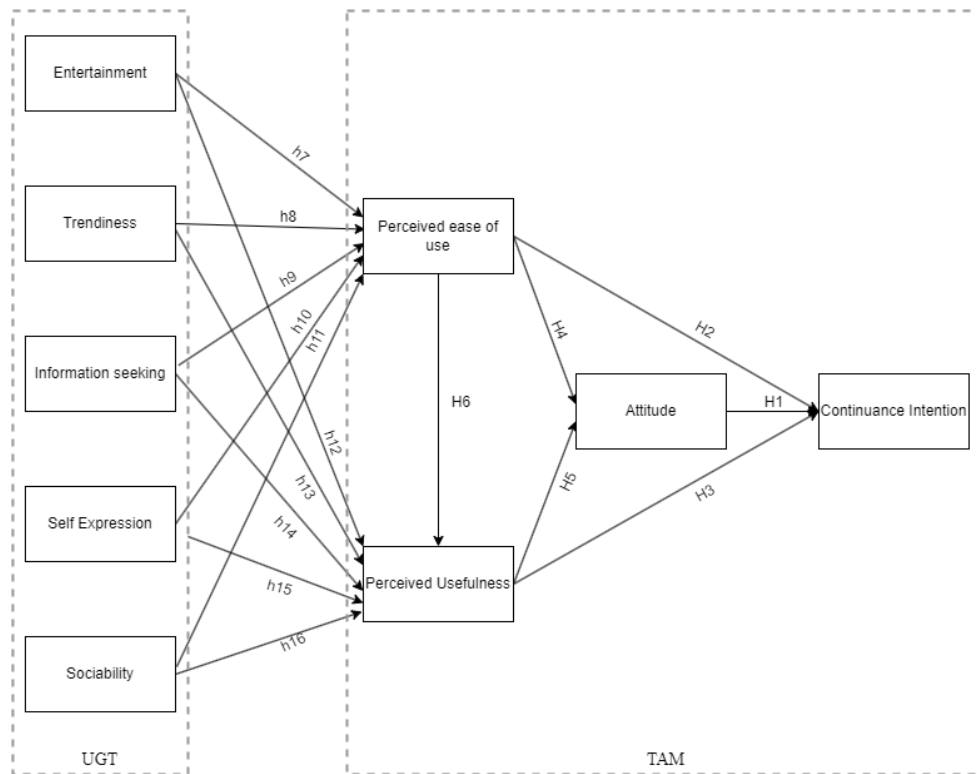 Entertainment
Trendiness
Information seeking
Self Expression
Sociability
UGT
h7
h8
h9
h10
h11
h12
h13
h14
h15
h16
Perceived ease of
use
H6
Perceived Usefulness
H4
H5
H2
H3
Attitude
H1
Continuance Intention
TAM